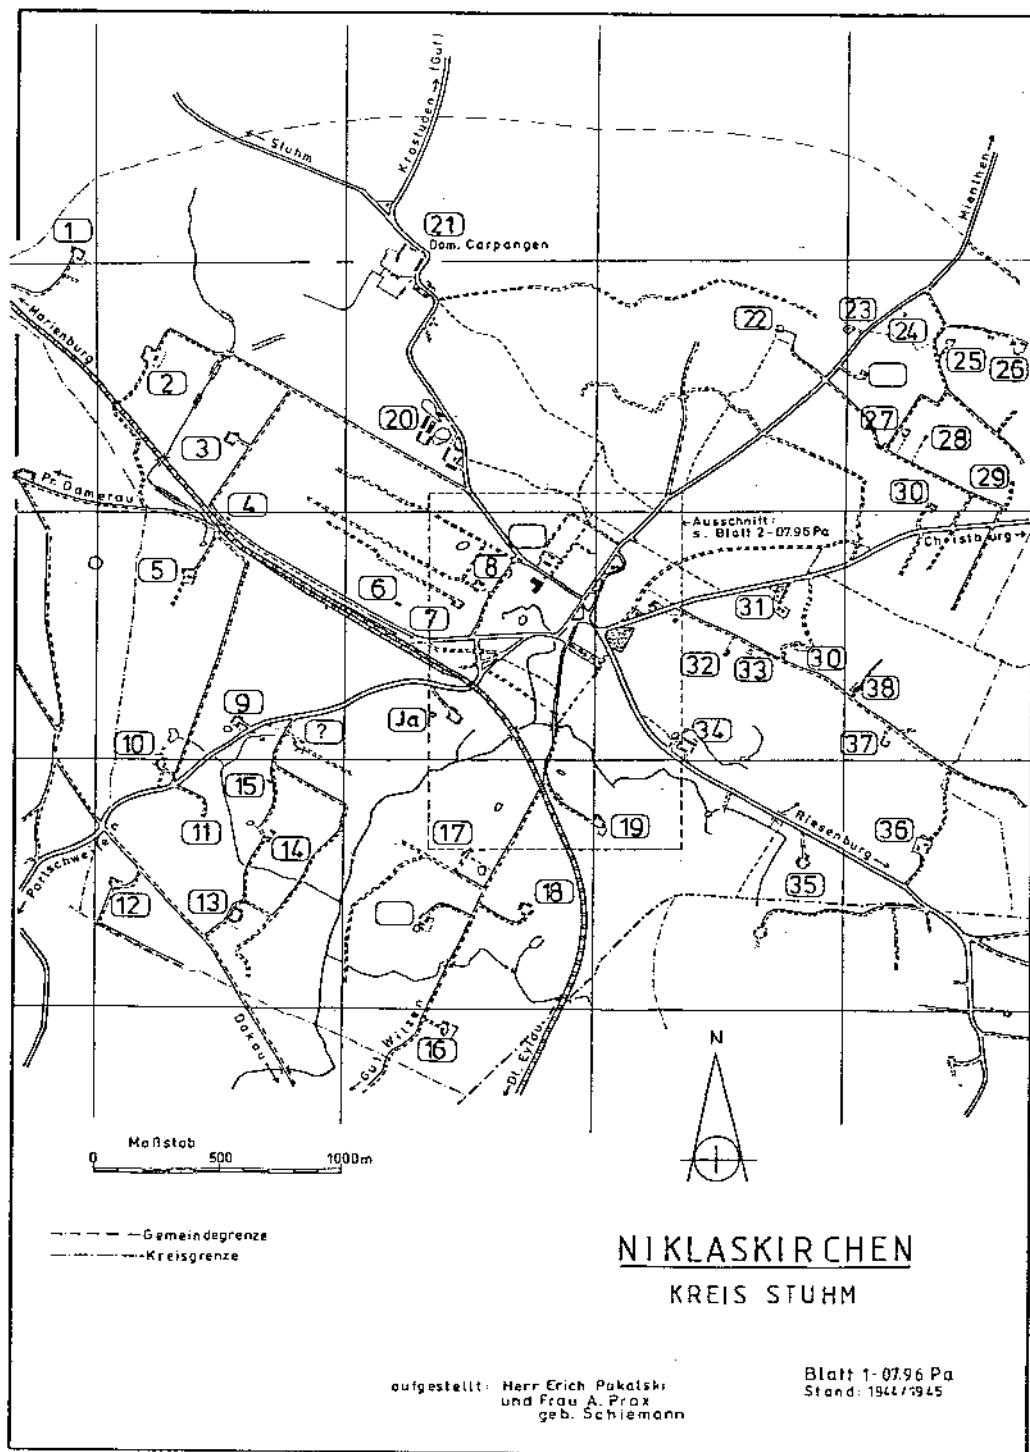 Stuhm
Krastuden → (Gut)
Mienthen
1
21
Dom. Carpangen
Marienburg
22
23
24
25
26
2
20
27
28
3
29
Pr. Damerau
4
30
←Ausschnitt:
s. Blatt 2-07.96 Pa
Christburg
5
8
6
7
31
32
33
30
38
9
?
Ja
34
37
10
15
11
17
19
Riesenburg
36
14
35
Portschweite
12
13
18
Dakau
Gut Wilsen
16
Dt. Eylau
N
Maßstab
0 500 1000m
Gemeindegrenze
Kreisgrenze
NIKLASKIRCHEN
KREIS STUHM
aufgestellt: Herr Erich Pakalski
und Frau A. Prax
geb. Schiemann
Blatt 1-07.96 Pa
Stand: 1944/1945